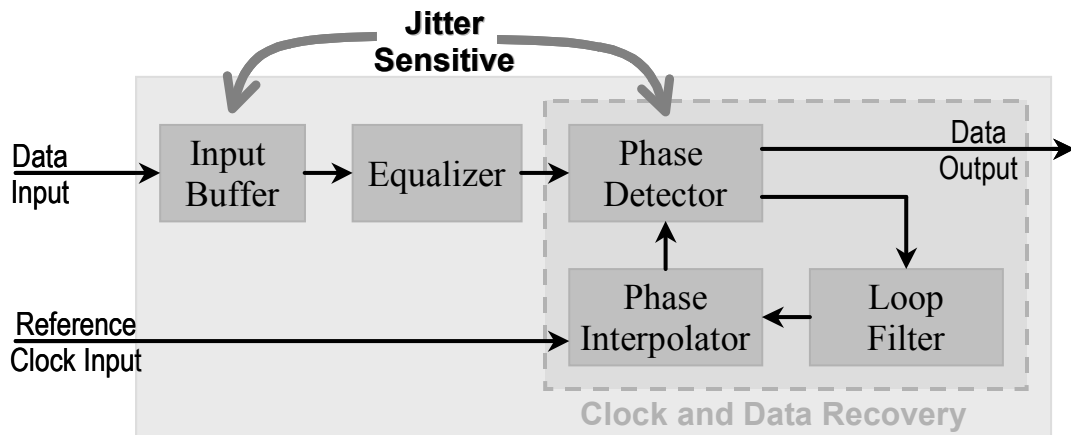 Jitter
Sensitive
Data
Input
Input
Buffer
Equalizer
Phase
Detector
Data
Output
Reference
Clock Input
Phase
Interpolator
Loop
Filter
Clock and Data Recovery